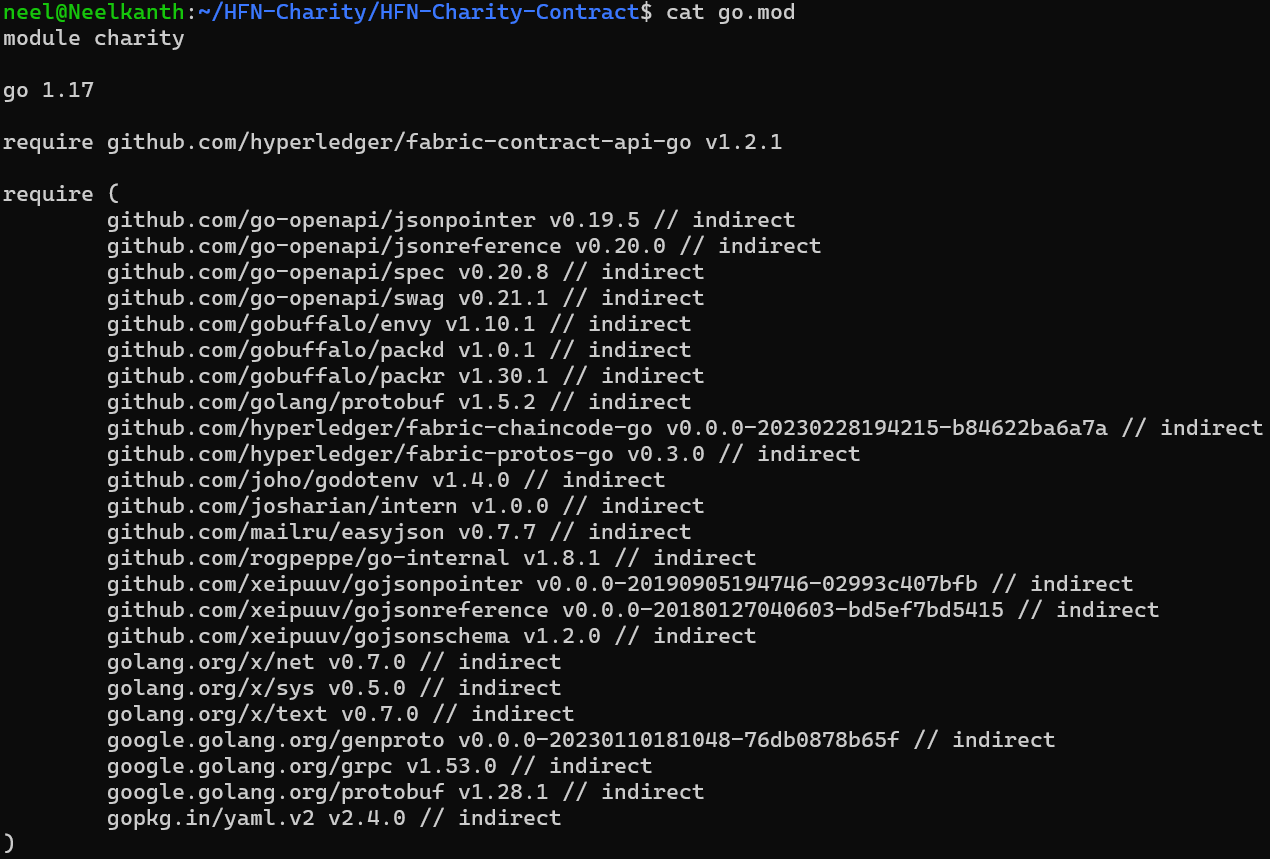 neel@Neelkanth:~/HFN-Charity/HFN-Charity-Contract$ cat go.mod
module charity
go 1.17
require github.com/hyperledger/fabric-contract-api-go v1.2.1
require (
github.com/go-openapi/jsonpointer v0.19.5 // indirect
github.com/go-openapi/jsonreference v0.20.0 // indirect
github.com/go-openapi/spec v0.20.8 // indirect
github.com/go-openapi/swag v0.21.1 // indirect
github.com/gobuffalo/envy v1.10.1 // indirect
github.com/gobuffalo/packd v1.0.1 // indirect
github.com/gobuffalo/packr v1.30.1 // indirect
github.com/golang/protobuf v1.5.2 // indirect
github.com/hyperledger/fabric-chaincode-go v0.0.0-20230228194215-b84622ba6a7a // indirect
github.com/hyperledger/fabric-protos-go v0.3.0 // indirect
github.com/joho/godotenv v1.4.0 // indirect
github.com/josharian/intern v1.0.0 // indirect
github.com/mailru/easyjson v0.7.7 // indirect
github.com/rogpeppe/go-internal v1.8.1 // indirect
github.com/xeipuuv/gojsonpointer v0.0.0-20190905194746-02993c407bfb // indirect
github.com/xeipuuv/gojsonreference v0.0.0-20180127040603-bd5ef7bd5415 // indirect
github.com/xeipuuv/gojsonschema v1.2.0 // indirect
golang.org/x/net v0.7.0 // indirect
golang.org/x/sys v0.5.0 // indirect
golang.org/x/text v0.7.0 // indirect
google.golang.org/genproto v0.0.0-20230110181048-76db0878b65f // indirect
google.golang.org/grpc v1.53.0 // indirect
google.golang.org/protobuf v1.28.1 // indirect
gopkg.in/yaml.v2 v2.4.0 // indirect
)